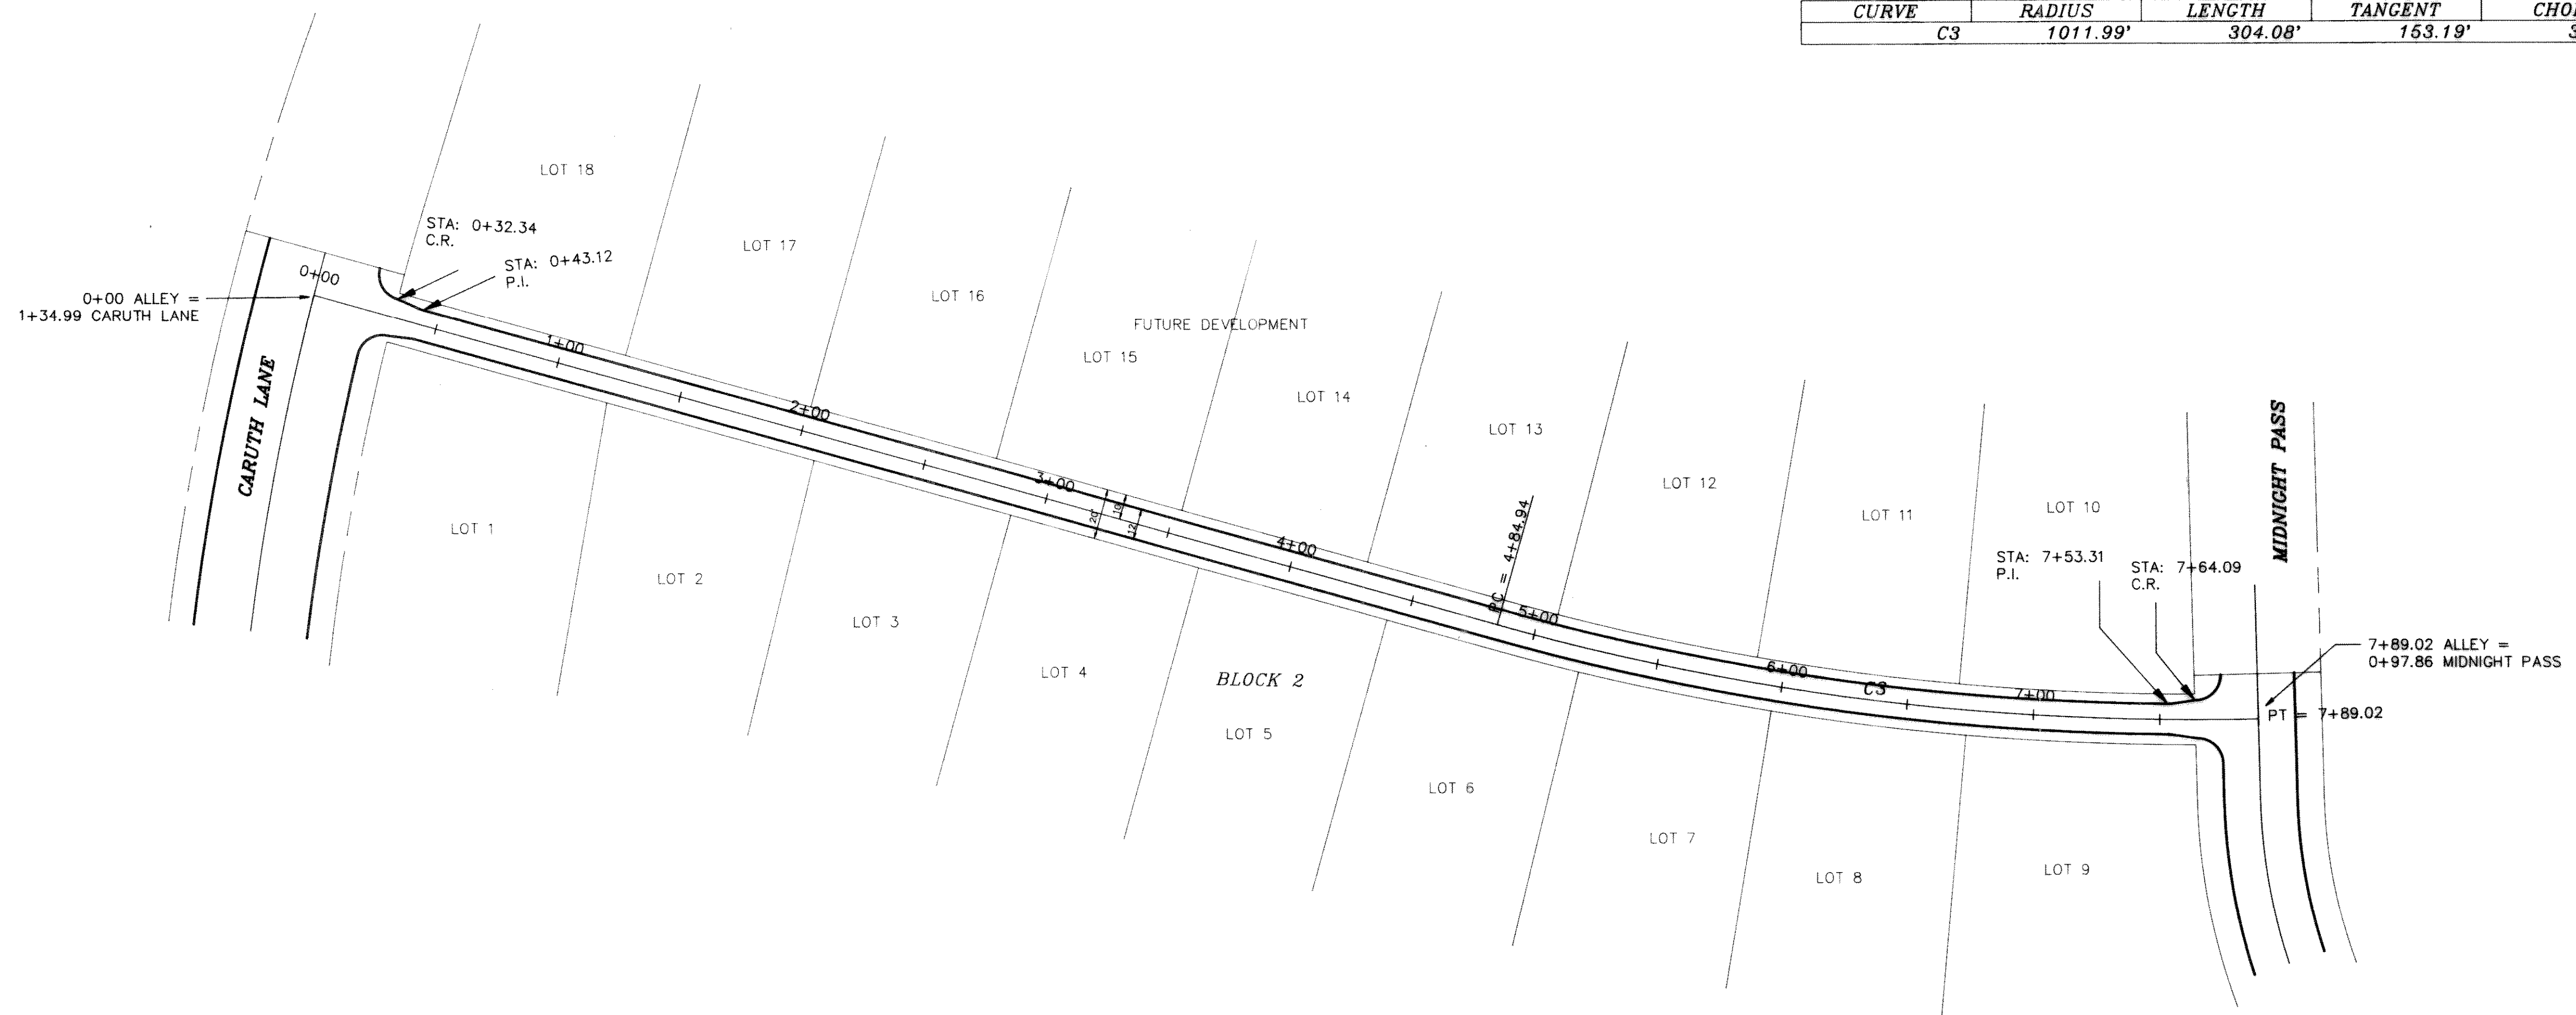 CURVE RADIUS LENGTH TANGENT
C3 1011.99' 304.08' 153.19'
LOT 18
STA: 0+32.34
C.R.
STA: 0+43.12
P.I.
LOT 17
0+00
0+00 ALLEY =
1+34.99 CARUTH LANE
LOT 16
FUTURE DEVELOPMENT
LOT 15
1+00
CARUTH LANE
LOT 14
2+00
LOT 13
MIDNIGHT PASS
3+00
LOT 12
20'
10'
12'
LOT 11
LOT 10
LOT 1
4+00
PC = 4+84.94
STA: 7+53.31
P.I.
STA: 7+64.09
C.R.
LOT 2
5+00
LOT 3
7+89.02 ALLEY =
0+97.86 MIDNIGHT PASS
LOT 4
BLOCK 2
6+00
C3
7+00
PT = 7+89.02
LOT 5
LOT 6
LOT 7
LOT 8
LOT 9